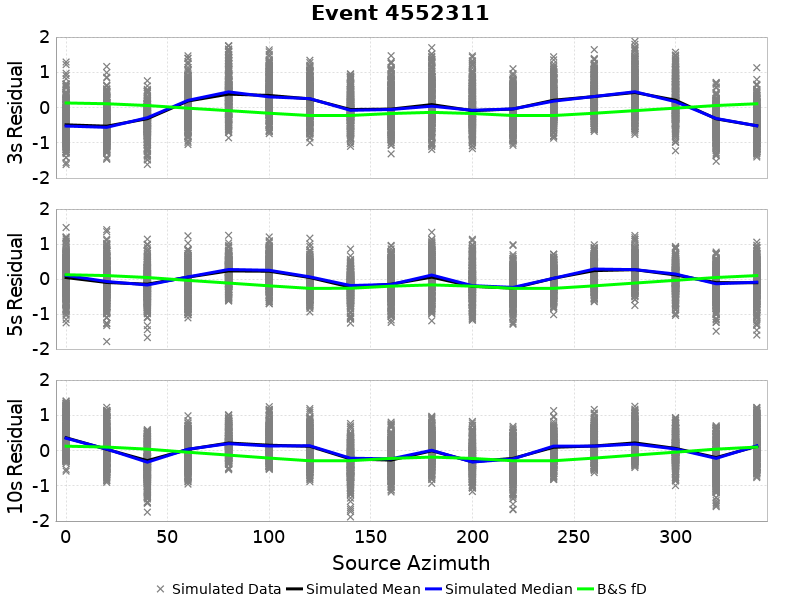 Event 4552311
3s Residual
2
1
0
-1
-2
5s Residual
2
1
0
-1
-2
10s Residual
2
1
0
-1
-2
0 50 100 150 200 250 300
Source Azimuth
Simulated Data Simulated Mean Simulated Median B&S fD